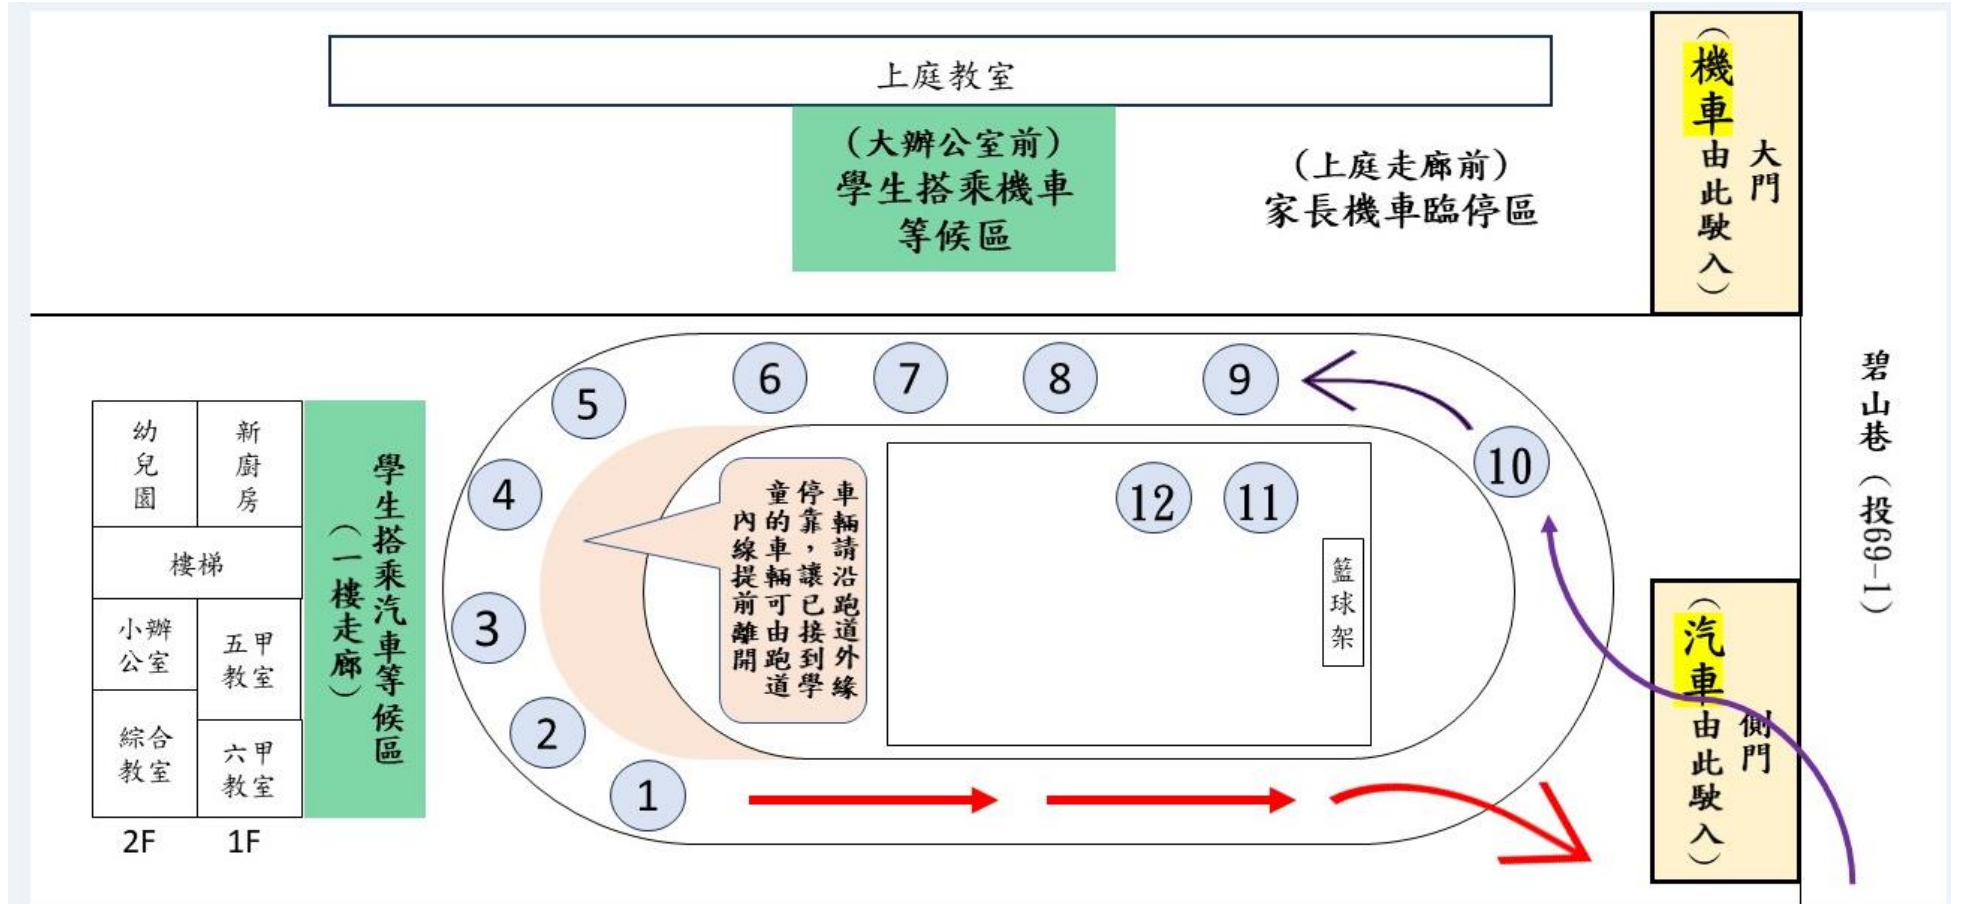 上庭教室
（大辦公室前）
學生搭乘機車
等候區
（上庭走廊前）
家長機車臨停區
大門
（機車由此駛入）
碧山巷（投69-1）
側門
（汽車由此駛入）
5
6
7
8
9
10
4
3
2
1
12
11
籃球架
車輛請沿跑道外緣
停靠，讓已接到學
童的車輛可由跑道
內線提前離開
學生搭乘汽車等候區
（一樓走廊）
幼兒園
新廚房
樓梯
小辦公室
五甲教室
綜合教室
六甲教室
2F
1F